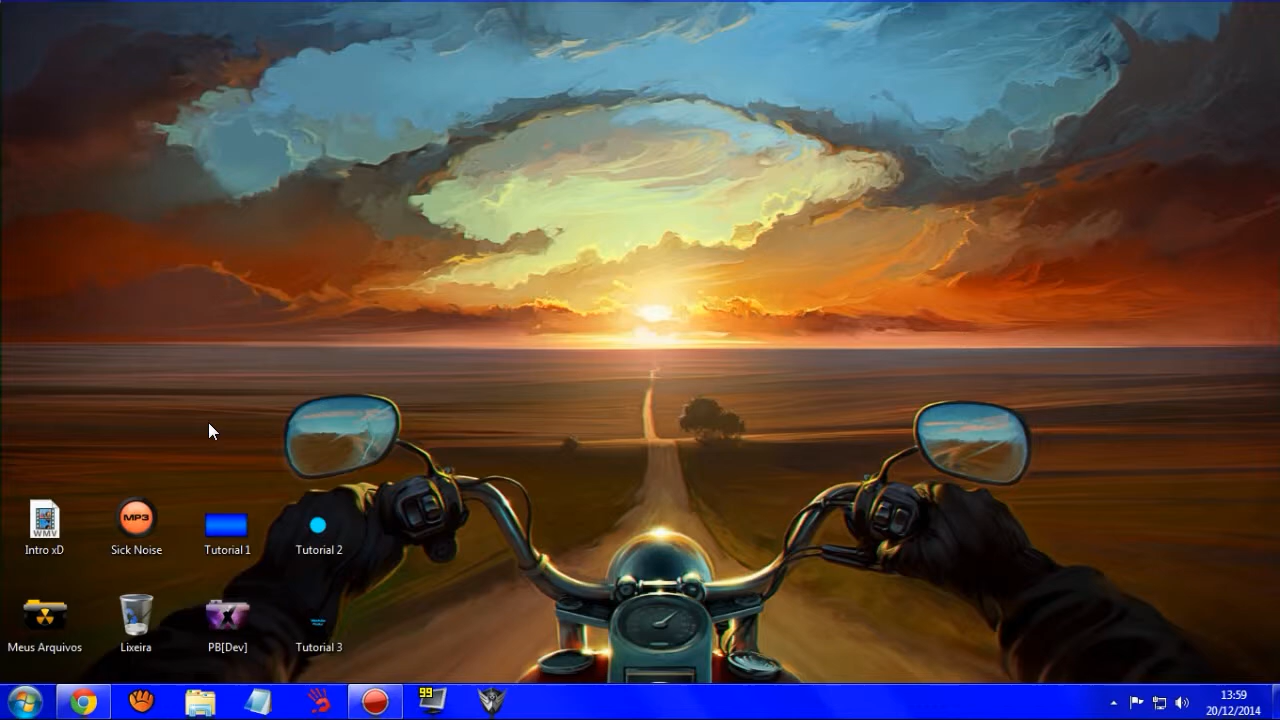 WMV
Intro xD
MP3
Sick Noise
Tutorial 1
Tutorial 2
Meus Arquivos
Lixeira
X
PB[Dev]
Tutorial 3
99
13:59
20/12/2014